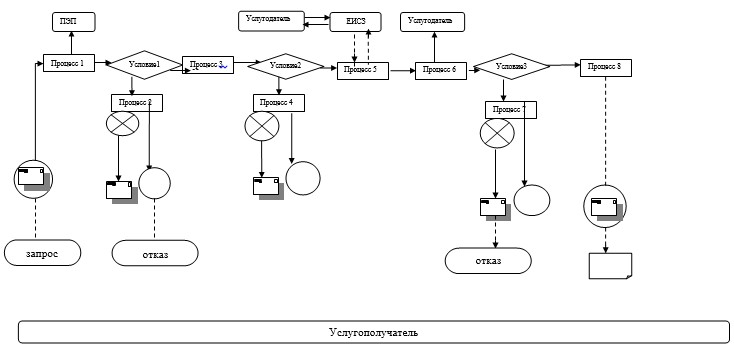 ПЭП
Услугодатель
ЕИСЗ
Услугодатель
Процесс 1
Условие1
Процесс 3
Условие2
Процесс 5
Процесс 6
Условие3
Процесс 8
Процесс 2
Процесс 4
Процесс 7
запрос
отказ
отказ
Услугополучатель